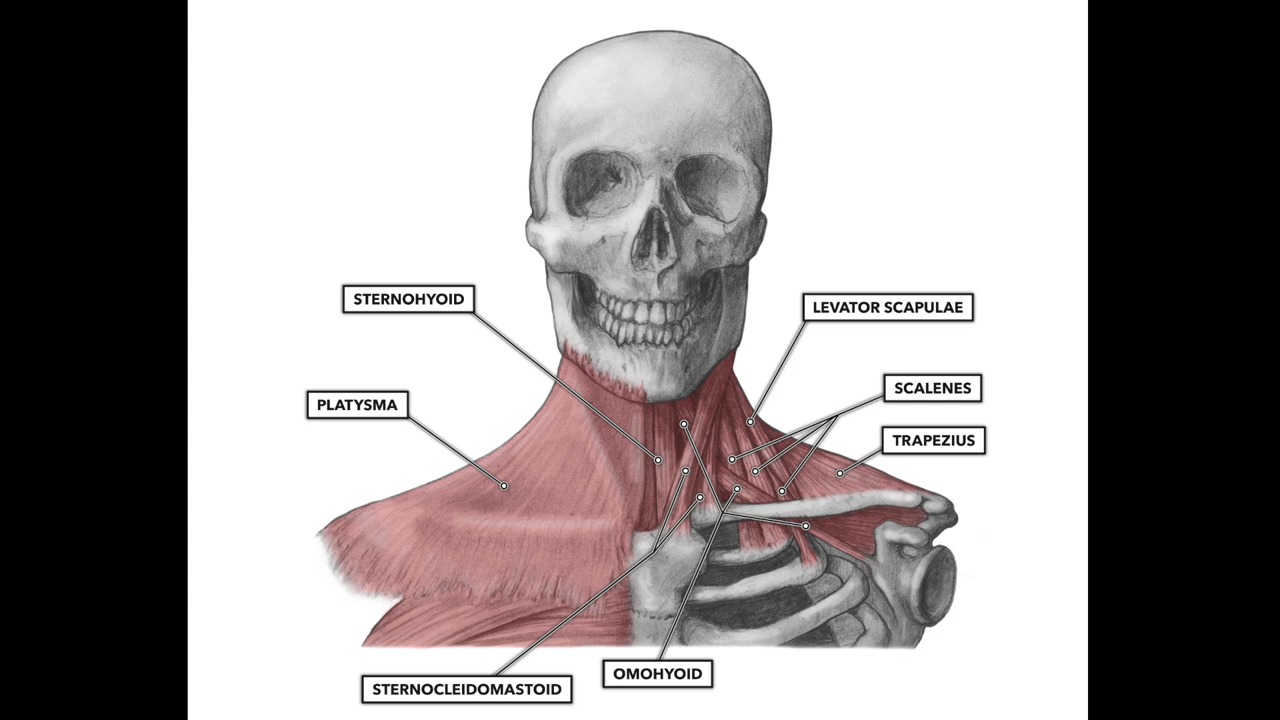 STERNOHYOID
LEVATOR SCAPULAE
PLATYSMA
SCALENES
TRAPEZIUS
STERNOCLEIDOMASTOID
OMOHYOID